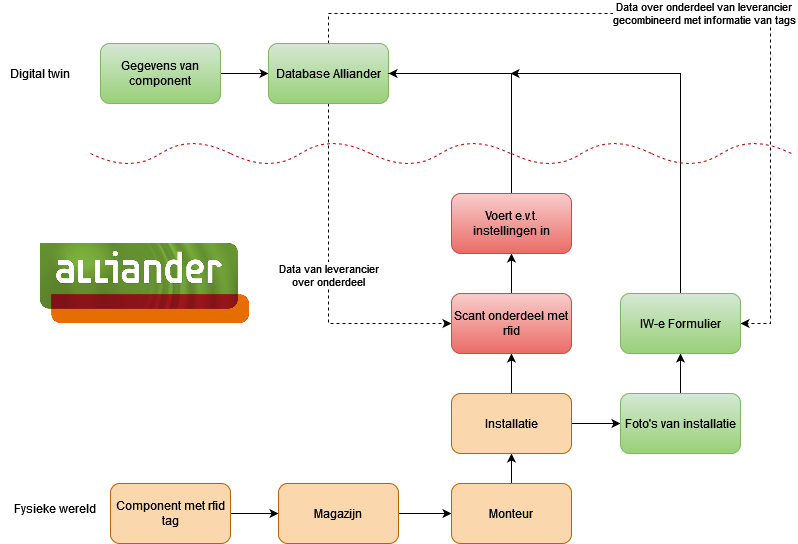 Data over onderdeel van leverancier
gecombineerd met informatie van tags
Digital twin
Gegevens van
component
Database Alliander
Voert e.v.t.
instellingen in
alliander
Data van leverancier
over onderdeel
Scant onderdeel met
rfid
IW-e Formulier
Installatie
Foto's van installatie
Fysieke wereld
Component met rfid
tag
Magazijn
Monteur